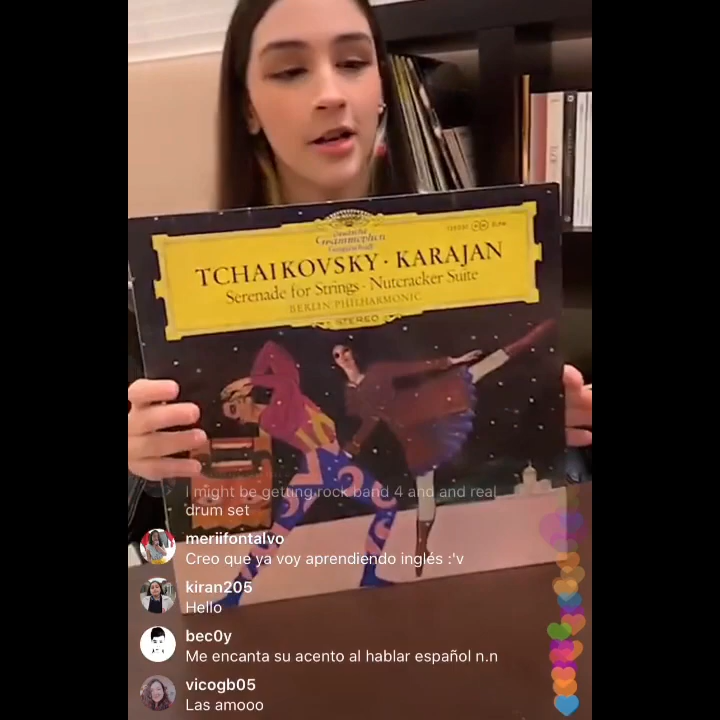 Deutsche
Grammophon
Gesellschaft
TCHAIKOVSKY · KARAJAN
Serenade for Strings · Nutcracker Suite
BERLIN PHILHARMONIC
STEREO
I might be getting rock band 4 and and real
drum set
meriifontalvo
Creo que ya voy aprendiendo inglés :'v
kiran205
Hello
bec0y
Me encanta su acento al hablar español n.n
vicogb05
Las amooo